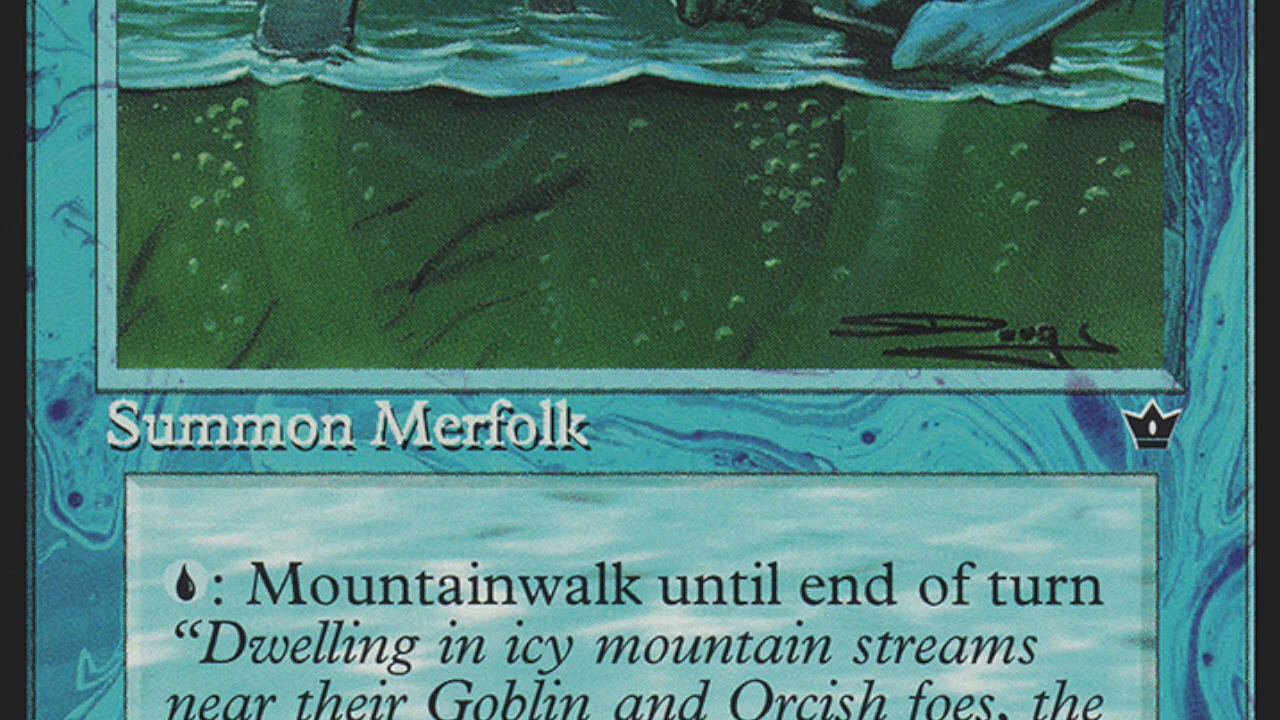 Doug S
Summon Merfolk
: Mountainwalk until end of turn
“Dwelling in icy mountain streams
near their Goblin and Orcish foes, the